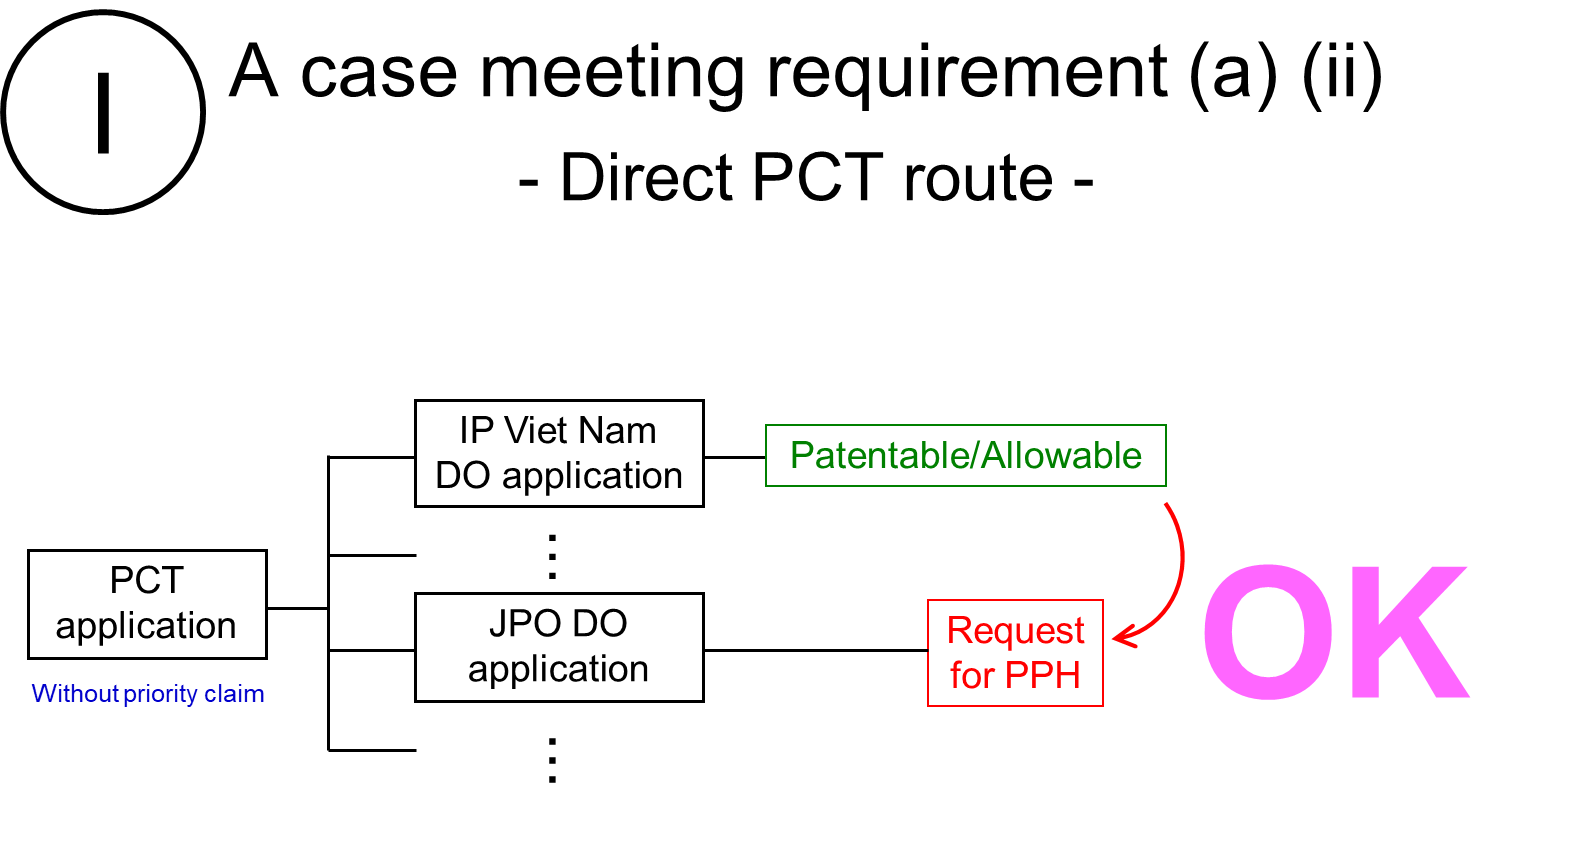 I
A case meeting requirement (a) (ii)
- Direct PCT route -
IP Viet Nam
DO application
Patentable/Allowable
⋮
PCT
application
Without priority claim
JPO DO
application
Request
for PPH
OK
⋮